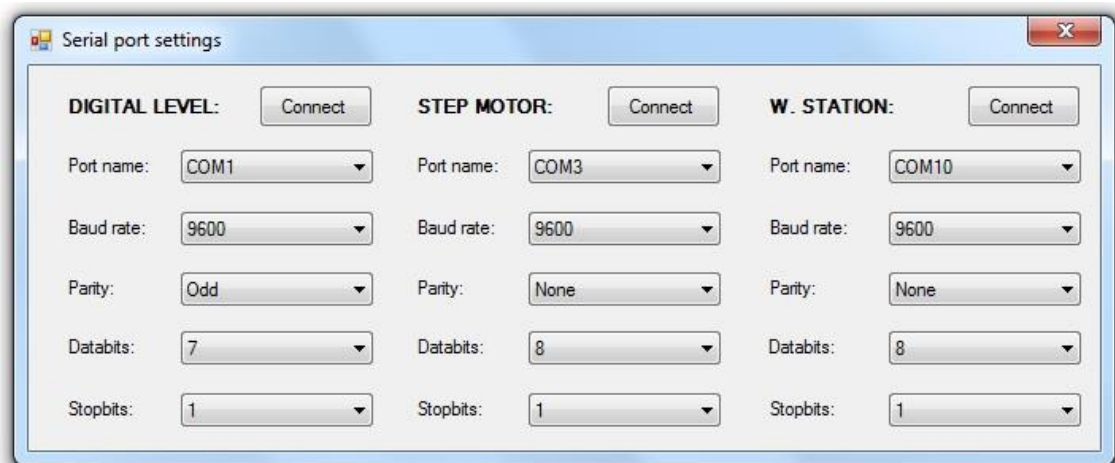 Serial port settings
DIGITAL LEVEL: Connect STEP MOTOR: Connect W. STATION: Connect
Port name: COM1 Port name: COM3 Port name: COM10
Baud rate: 9600 Baud rate: 9600 Baud rate: 9600
Parity: Odd Parity: None Parity: None
Databits: 7 Databits: 8 Databits: 8
Stopbits: 1 Stopbits: 1 Stopbits: 1